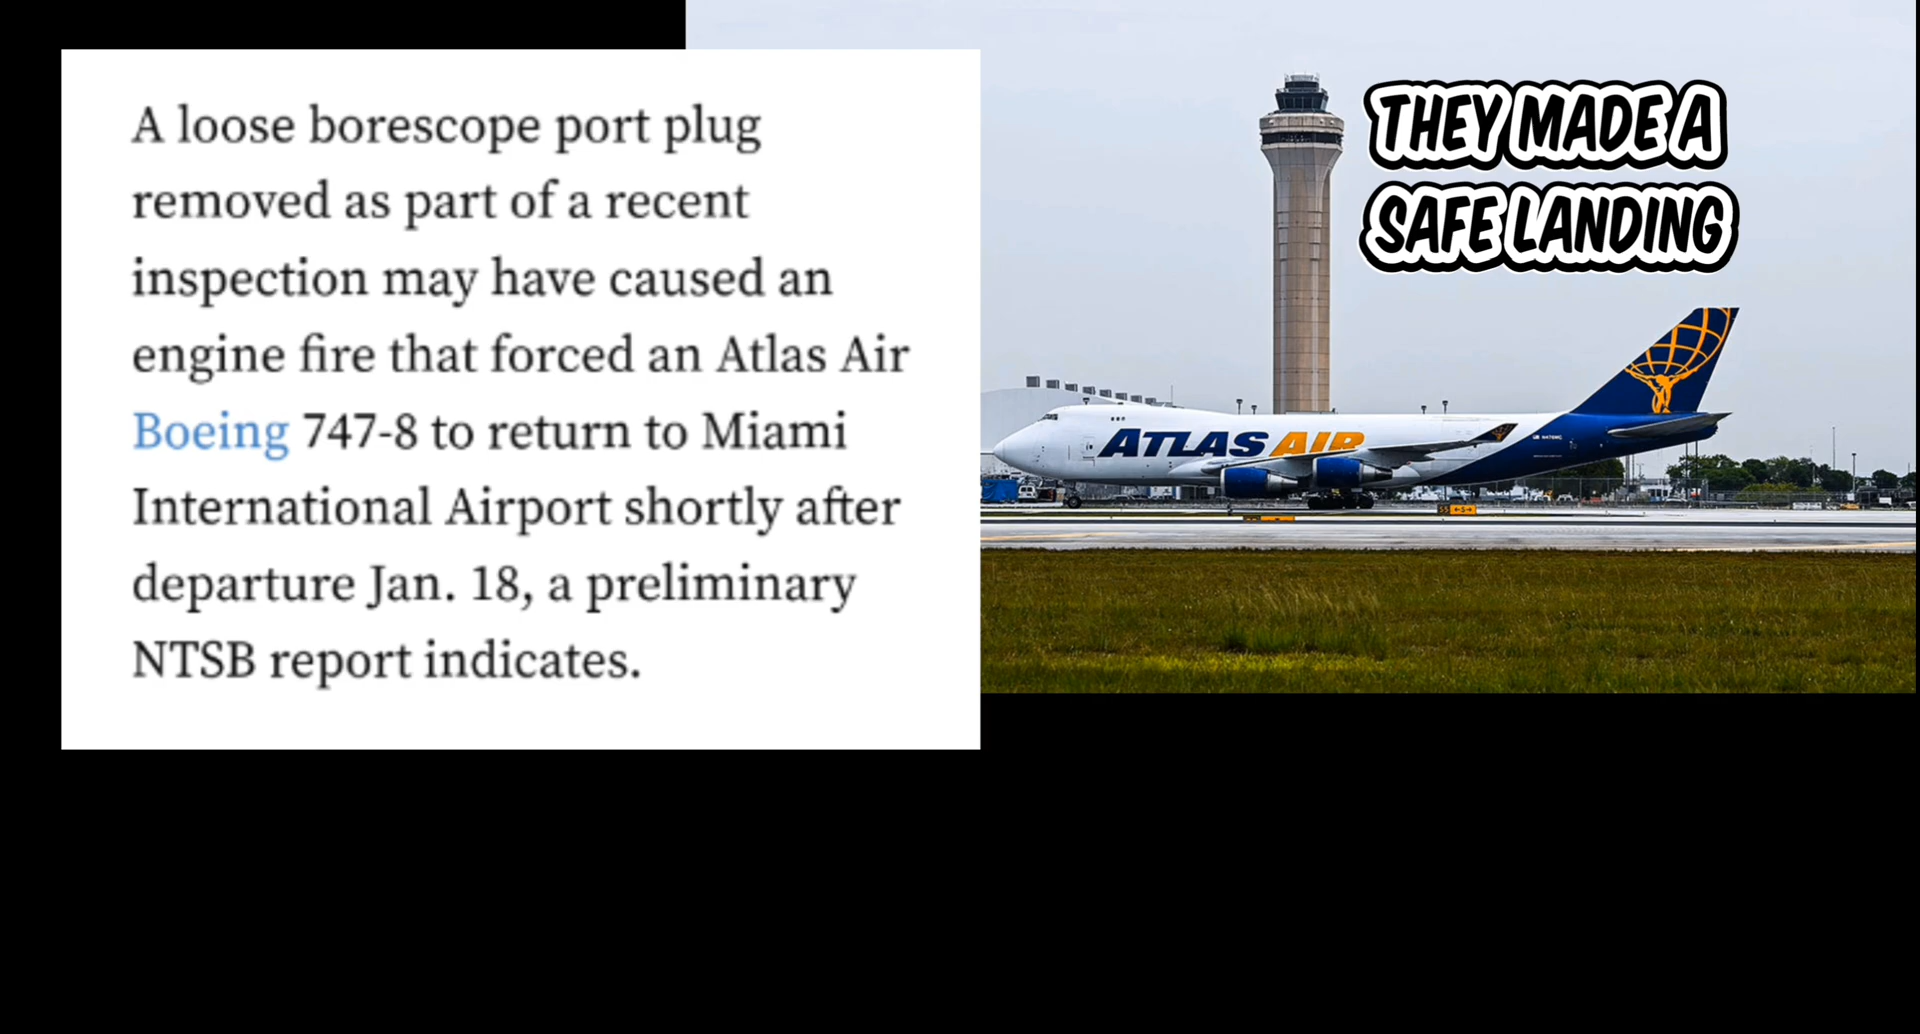 A loose borescope port plug
removed as part of a recent
inspection may have caused an
engine fire that forced an Atlas Air
Boeing 747-8 to return to Miami
International Airport shortly after
departure Jan. 18, a preliminary
NTSB report indicates.
THEY MADE A
SAFE LANDING
ATLAS AIR